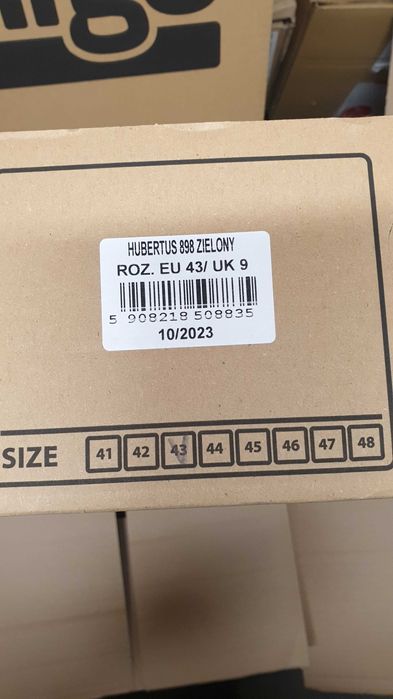 HUBERTUS 898 ZIELONY
ROZ. EU 43/ UK 9
5 908218 508835
10/2023
SIZE 41 42 43 44 45 46 47 48